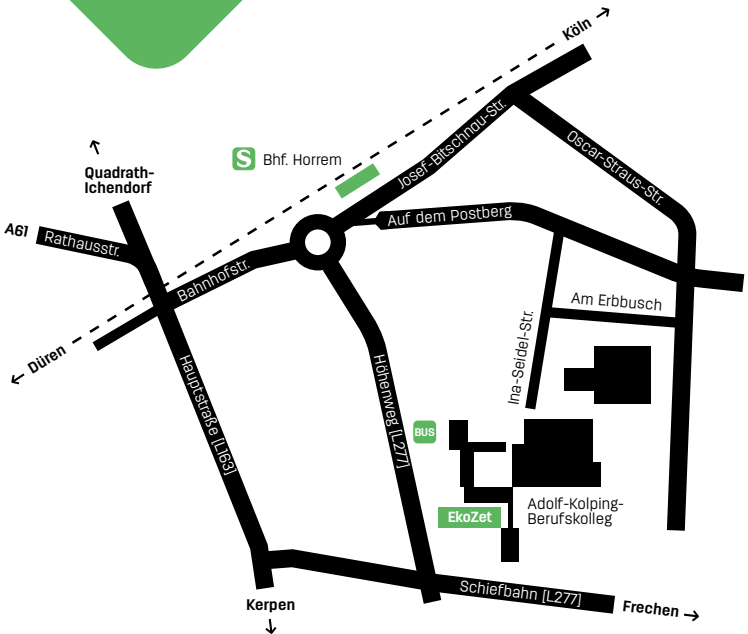 Köln
Josef-Bitschnau-Str.
S Bhf. Horrem
Oscar-Straus-Str.
Quadrath-
Ichendorf
A61
Rathausstr.
Auf dem Postberg
Bahnhofstr.
Am Erbbusch
Ina-Seidel-Str.
Düren
Hauptstraße [L163]
Höhenweg [L277]
BUS
Adolf-Kolping-
Berufskolleg
EkoZet
Schiefbahn [L277]
Kerpen
Frechen